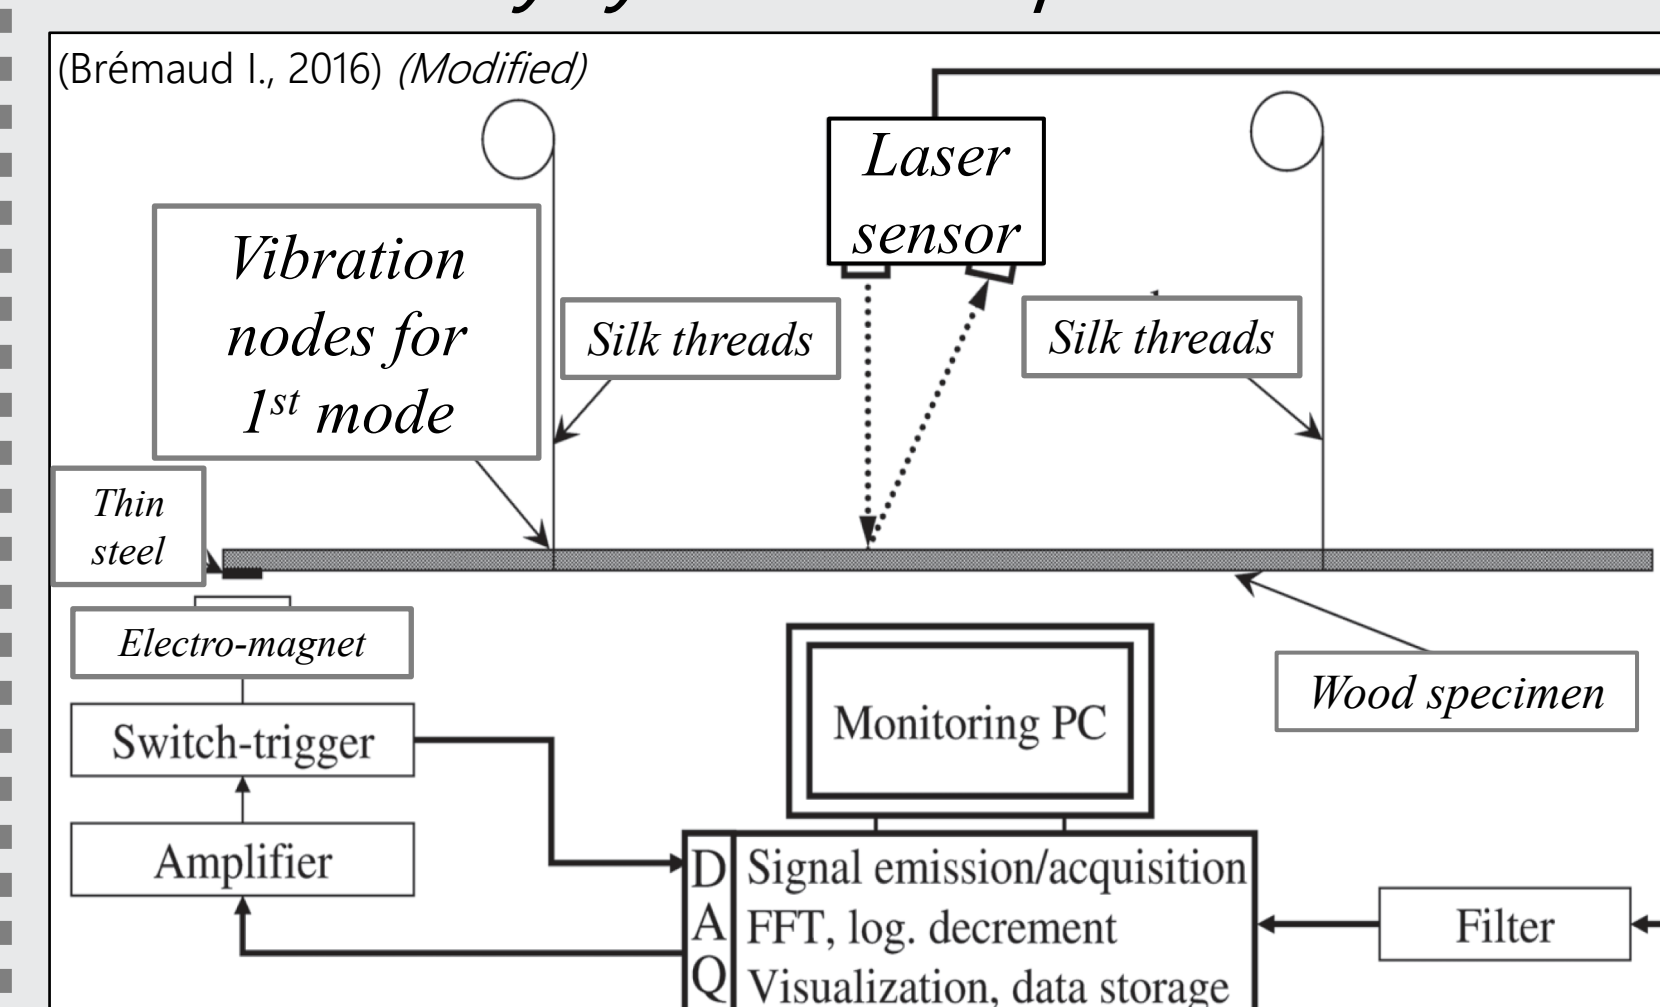 (Brémaud I., 2016) (Modified)
Laser
sensor
Vibration
nodes for
1st mode
Silk threads
Silk threads
Thin
steel
Electro-magnet
Wood specimen
Switch-trigger
Monitoring PC
Amplifier
DAQ
Signal emission/acquisition
FFT, log. decrement
Visualization, data storage
Filter